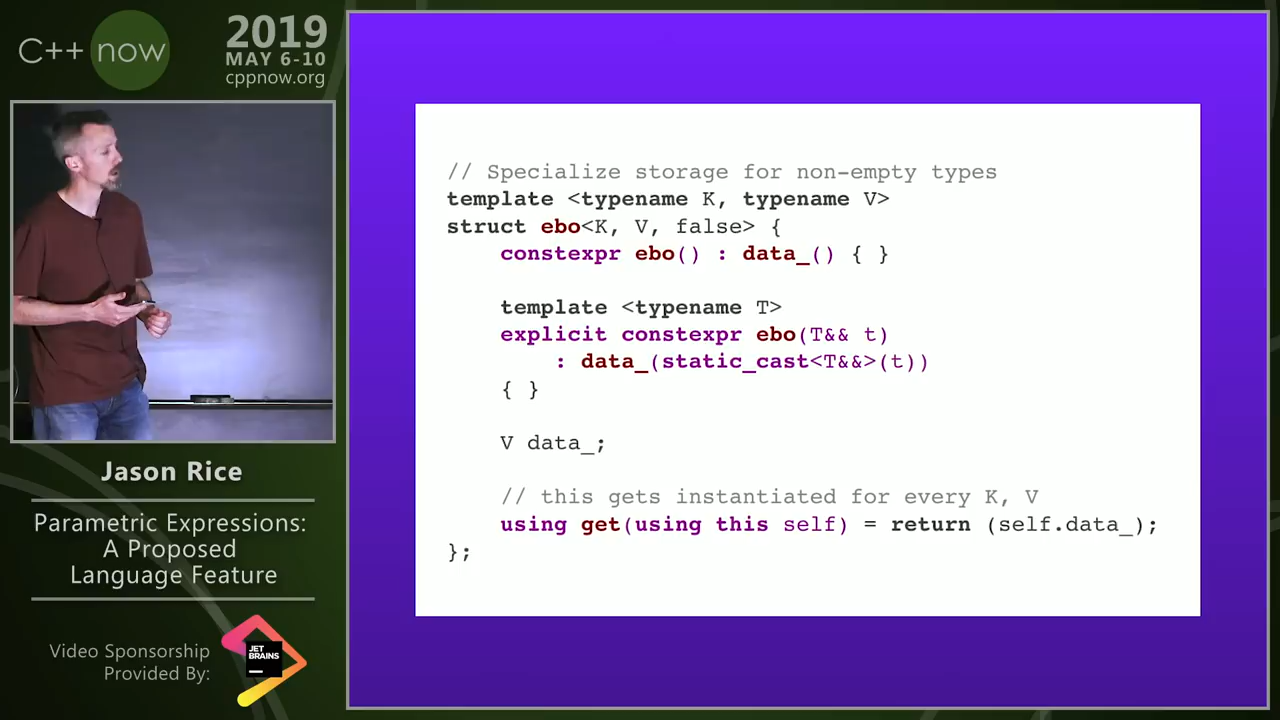 C++ now
2019
MAY 6-10
cppnow.org
Jason Rice
Parametric Expressions:
A Proposed
Language Feature
Video Sponsorship
Provided By:
JET
BRAINS
// Specialize storage for non-empty types
template <typename K, typename V>
struct ebo<K, V, false> {
    constexpr ebo() : data_() { }
    template <typename T>
    explicit constexpr ebo(T&& t)
        : data_(static_cast<T&&>(t))
    { }
    V data_;
    // this gets instantiated for every K, V
    using get(using this self) = return (self.data_);
};